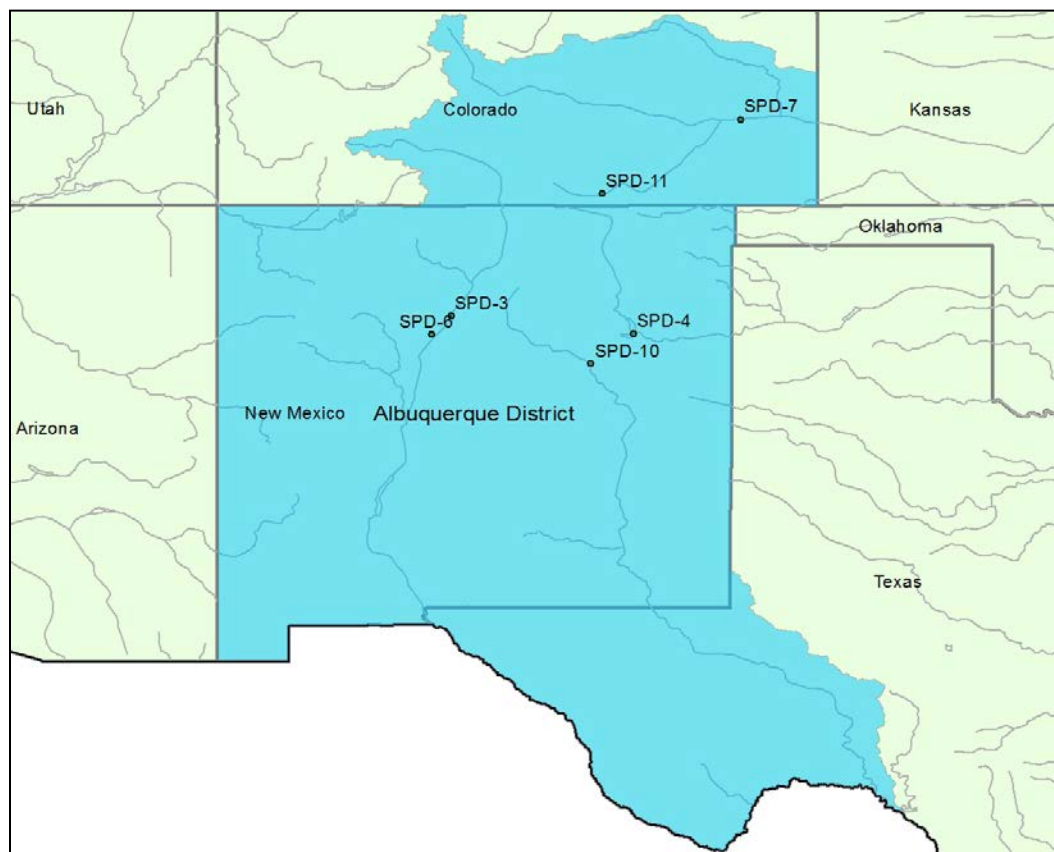 SPD-7
Utah
Colorado
Kansas
SPD-11
Oklahoma
SPD-3
SPD-6
SPD-4
SPD-10
New Mexico
Albuquerque District
Arizona
Texas